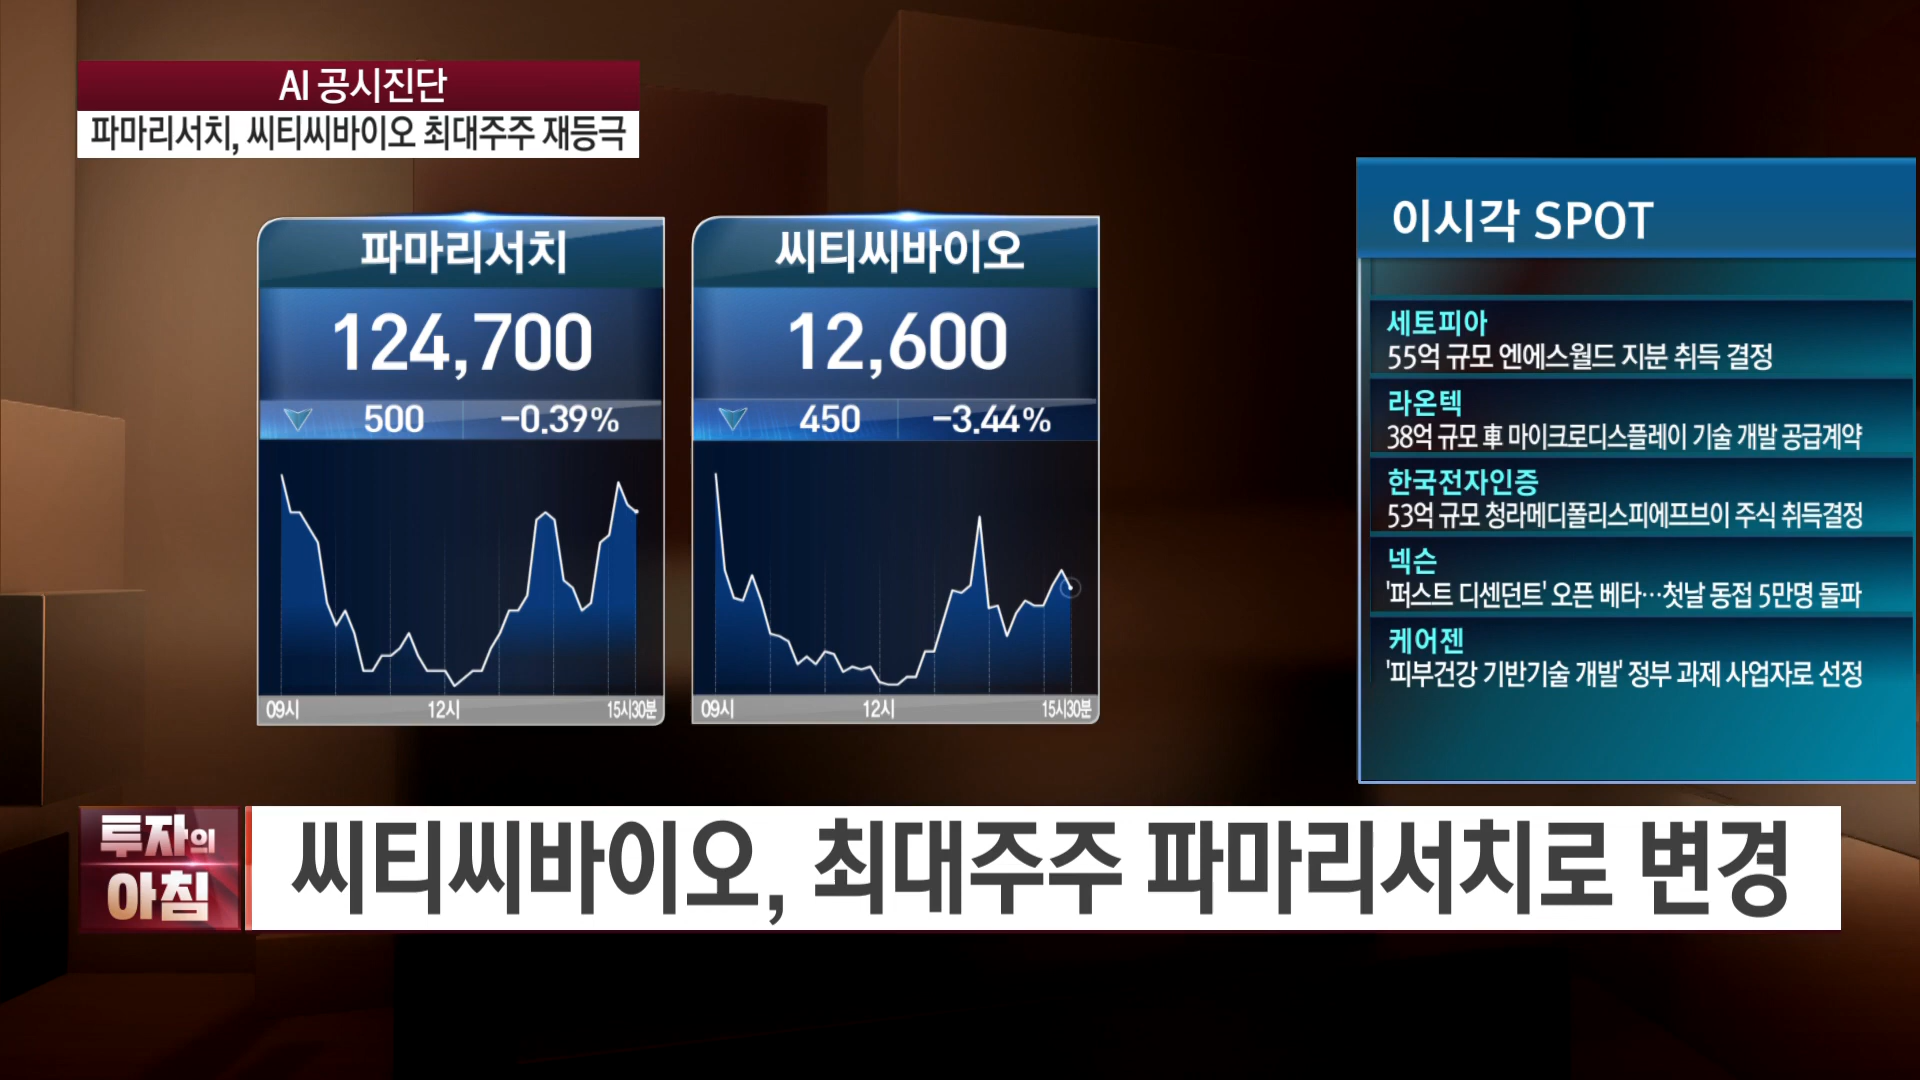 AI 공시진단
파마리서치, 씨티씨바이오 최대주주 재등극
파마리서치
124,700
500 -0.39%
09시 12시 15시30분
씨티씨바이오
12,600
450 -3.44%
09시 12시 15시30분
이시각 SPOT
세토피아
55억 규모 엔에스월드 지분 취득 결정
라온텍
38억 규모 車 마이크로디스플레이 기술 개발 공급계약
한국전자인증
53억 규모 청라메디폴리스피에프브이 주식 취득결정
넥슨
'퍼스트 디센던트' 오픈 베타…첫날 동접 5만명 돌파
케어젠
'피부건강 기반기술 개발' 정부 과제 사업자로 선정
투자의
아침
씨티씨바이오, 최대주주 파마리서치로 변경